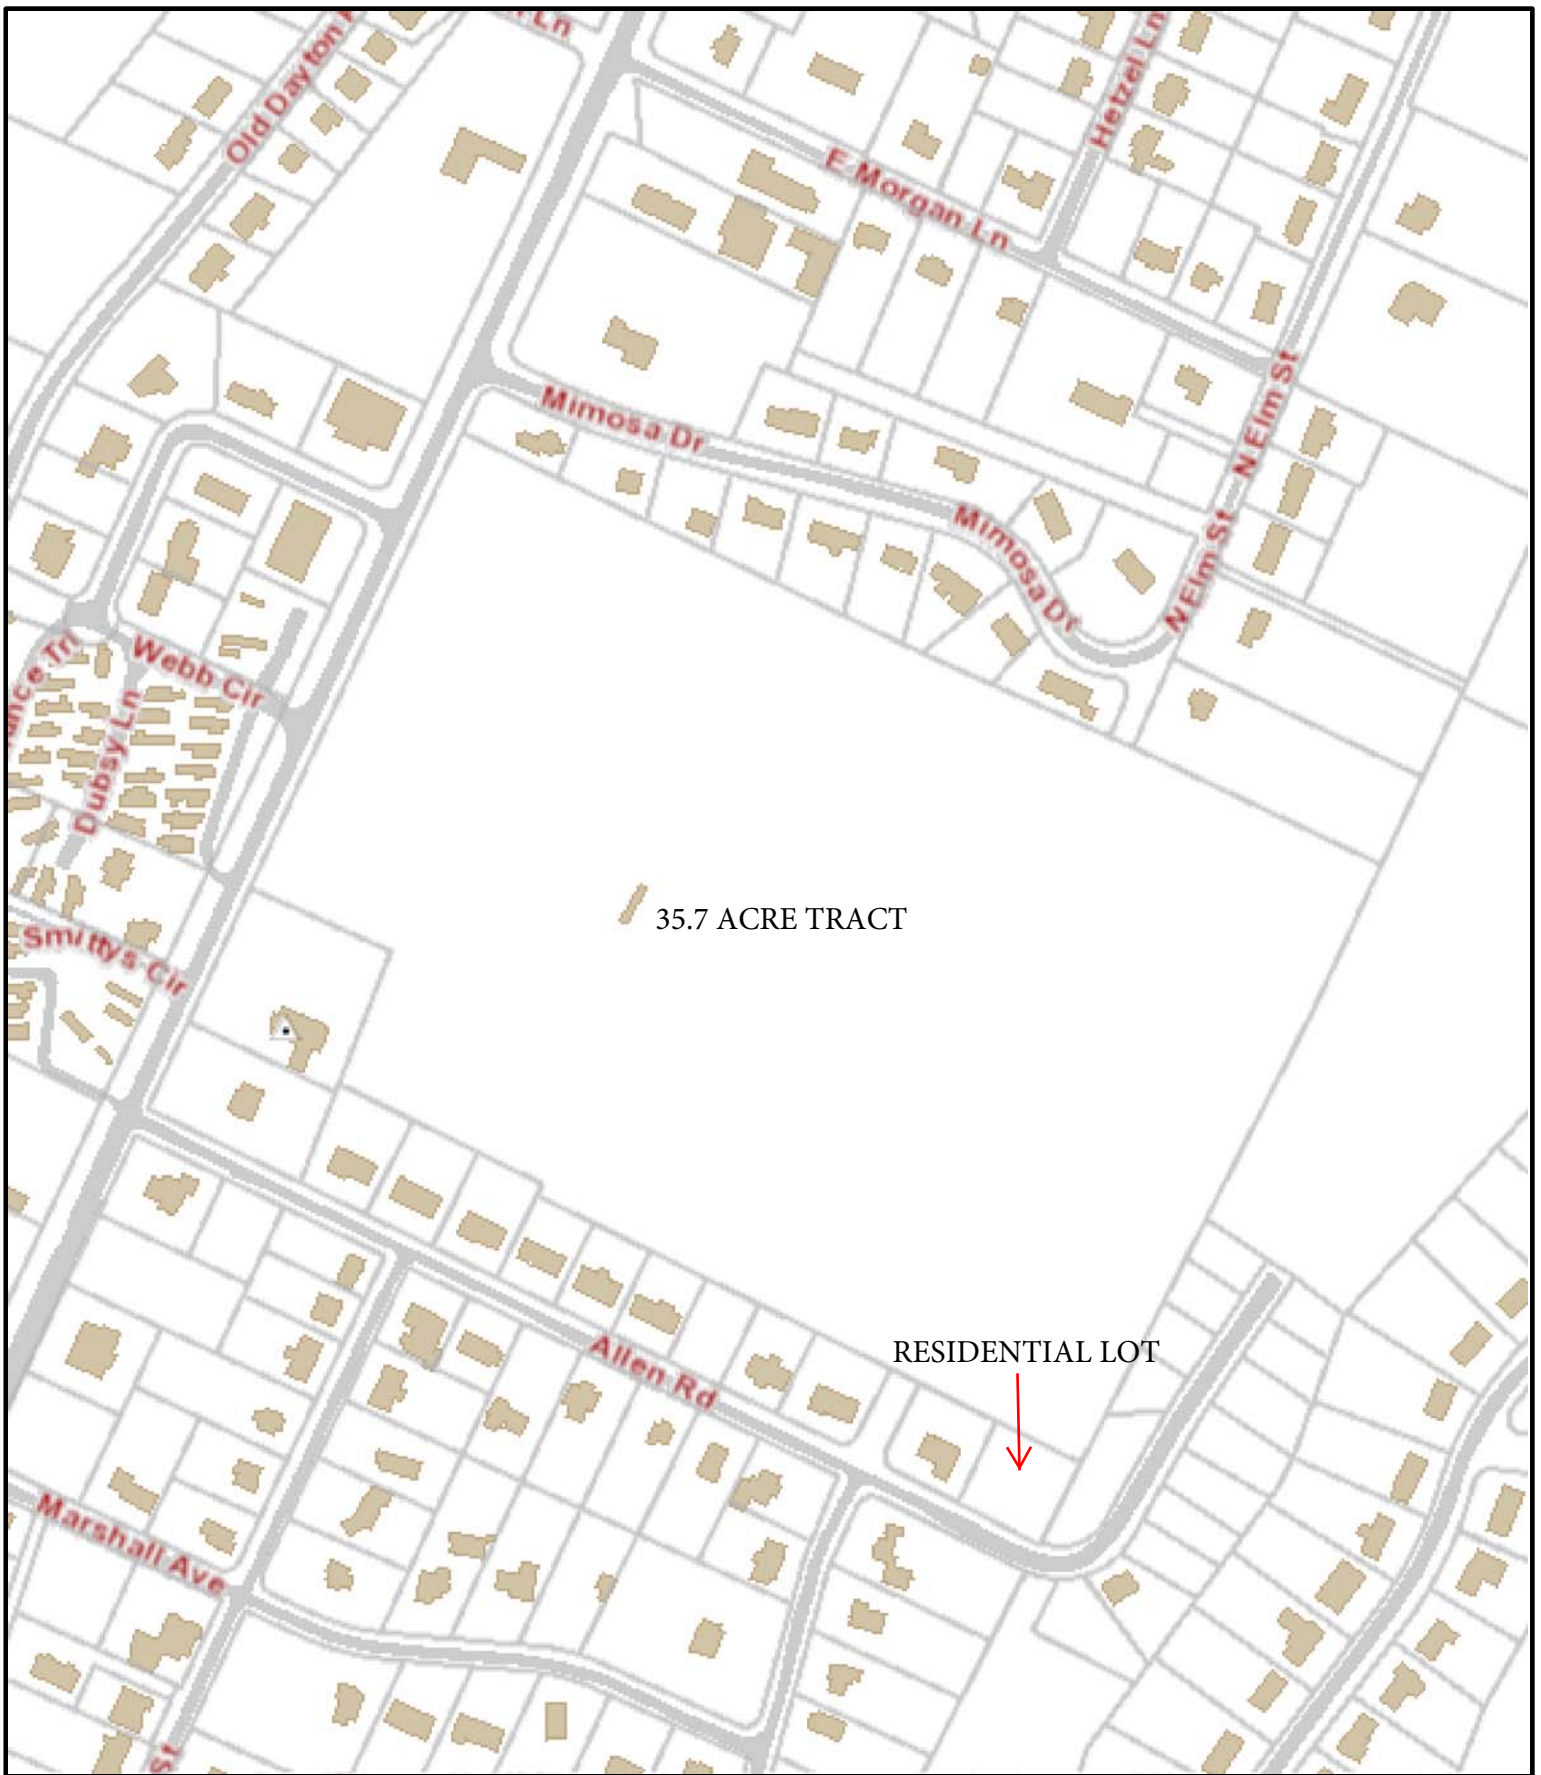 Ln
Old Dayton
Hetzel Ln
E Morgan Ln
Mimosa Dr
N Elm St
Mimosa Dr
N Elm St
Webb Cir
Dubsy Ln
35.7 ACRE TRACT
Smittys Cir
RESIDENTIAL LOT
Allen Rd
Marshall Ave
St